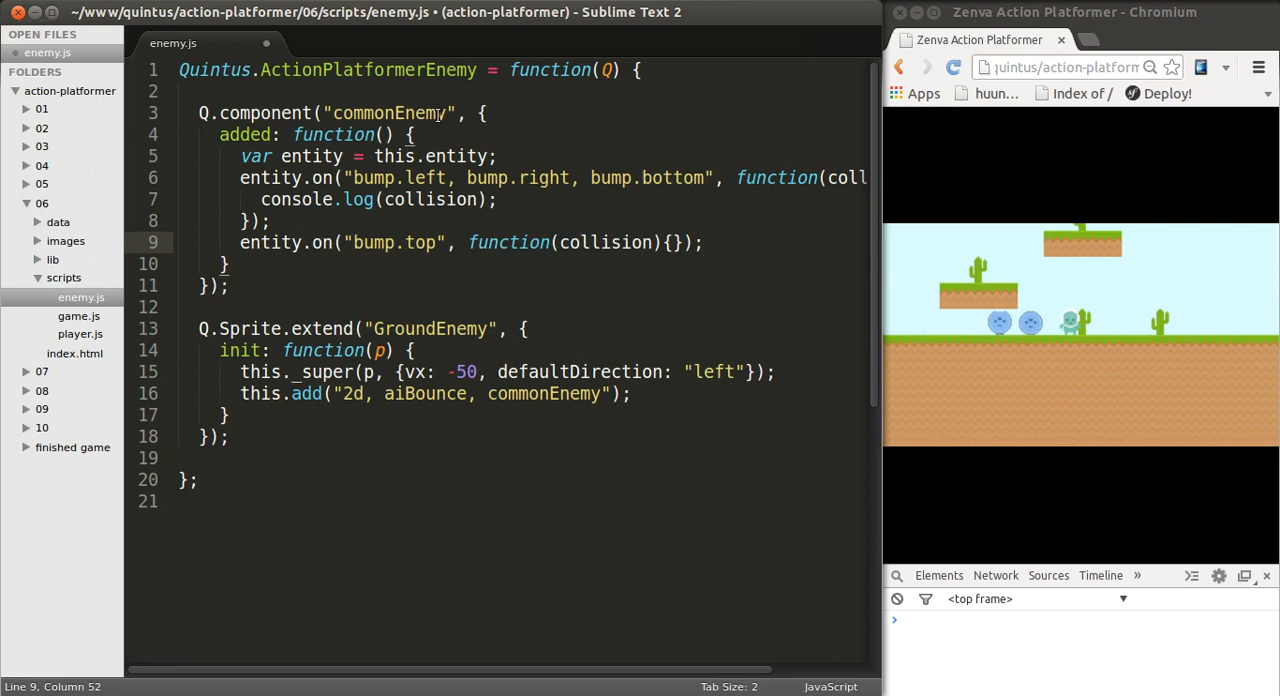 ~/www/quintus/action-platformer/06/scripts/enemy.js • (action-platformer) - Sublime Text 2
OPEN FILES
enemy.js
FOLDERS
action-platformer
01
02
03
04
05
06
data
images
lib
scripts
enemy.js
game.js
player.js
index.html
07
08
09
10
finished game
enemy.js
1 Quintus.ActionPlatformerEnemy = function(Q) {
2
3 Q.component("commonEnemy", {
4 added: function() {
5 var entity = this.entity;
6 entity.on("bump.left, bump.right, bump.bottom", function(coll
7 console.log(collision);
8 });
9 entity.on("bump.top", function(collision){});
10 }
11 });
12
13 Q.Sprite.extend("GroundEnemy", {
14 init: function(p) {
15 this._super(p, {vx: -50, defaultDirection: "left"});
16 this.add("2d, aiBounce, commonEnemy");
17 }
18 });
19
20 };
21
Line 9, Column 52
Tab Size: 2
JavaScript
Zenva Action Platformer - Chromium
Zenva Action Platformer
quintus/action-platform
Apps
huun...
Index of /
Deploy!
Elements Network Sources Timeline »
<top frame>